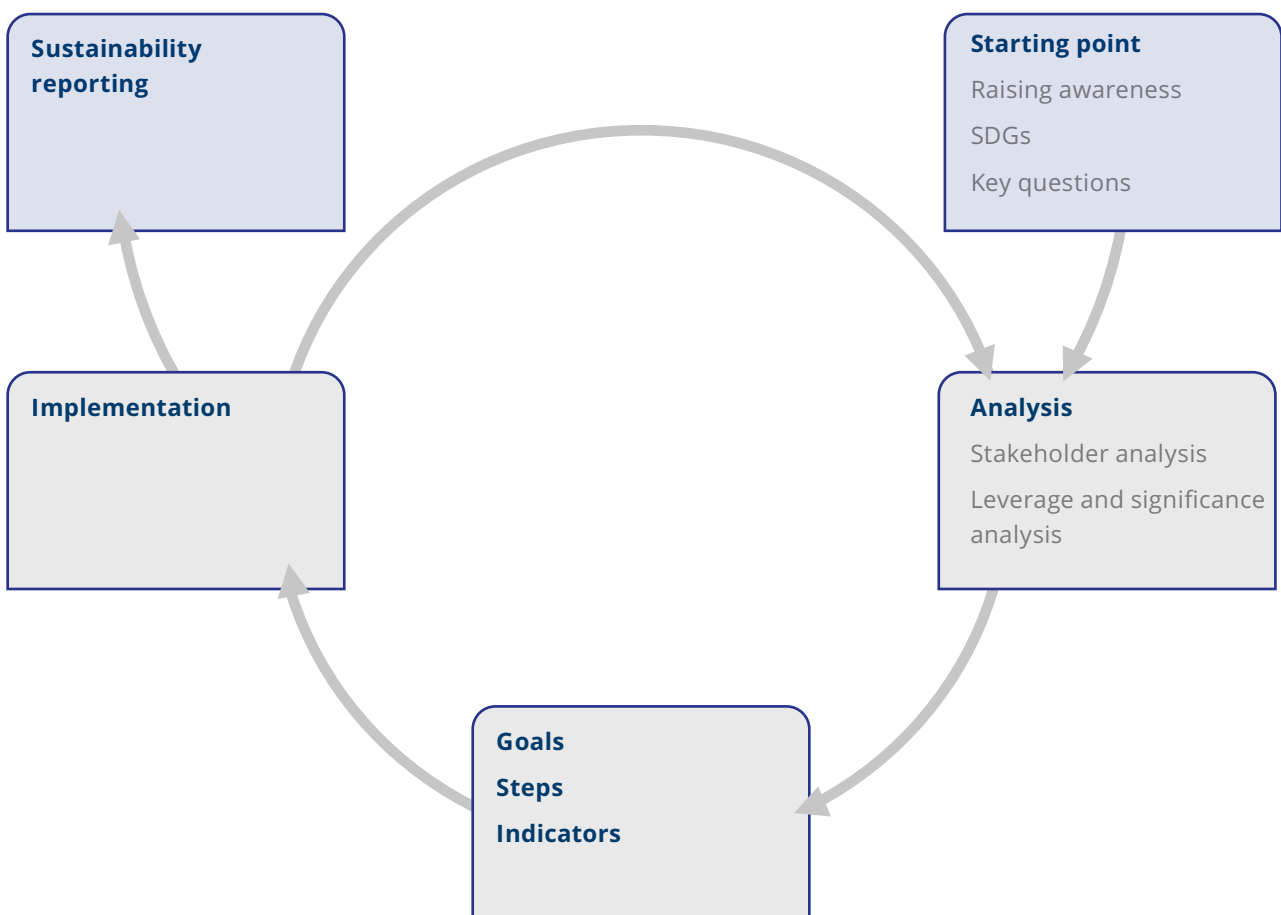 Sustainability
reporting
Starting point
Raising awareness
SDGs
Key questions
Implementation
Analysis
Stakeholder analysis
Leverage and significance
analysis
Goals
Steps
Indicators